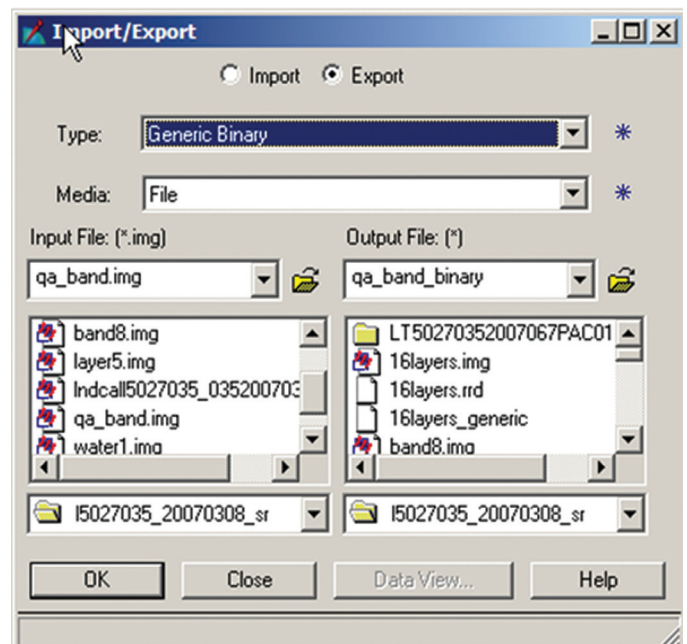 Import/Export
Import Export
Type: Generic Binary
Media: File
Input File: (*.img) Output File: (*)
qa_band.img qa_band_binary
band8.img
layer5.img
lndcall5027035_035200703
qa_band.img
water1.img
LT50270352007067PAC01
16layers.img
16layers.rrd
16layers_generic
band8.img
l5027035_20070308_sr l5027035_20070308_sr
OK Close Data View... Help